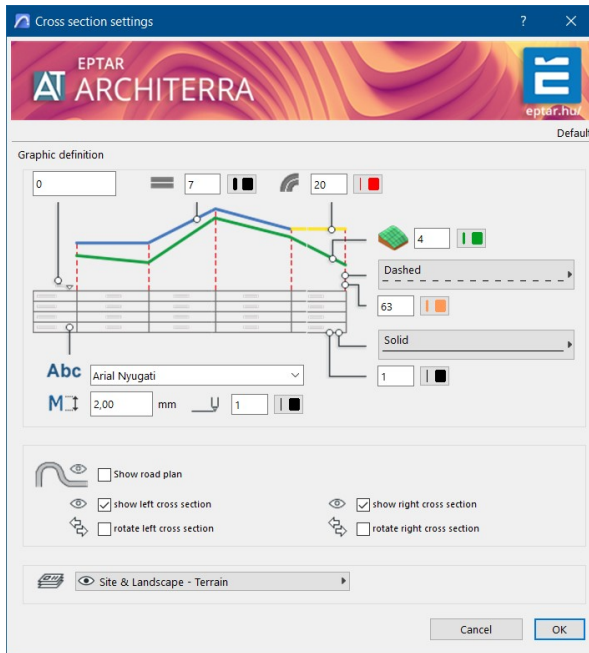 Cross section settings
? ×
EPTAR
AT ARCHITERRA
eptar.hu/
Default
Graphic definition
0
7
20
4
Dashed
63
Solid
1
Abc Arial Nyugati
M 2,00 mm 1
Show road plan
show left cross section
show right cross section
rotate left cross section
rotate right cross section
Site & Landscape - Terrain
Cancel
OK